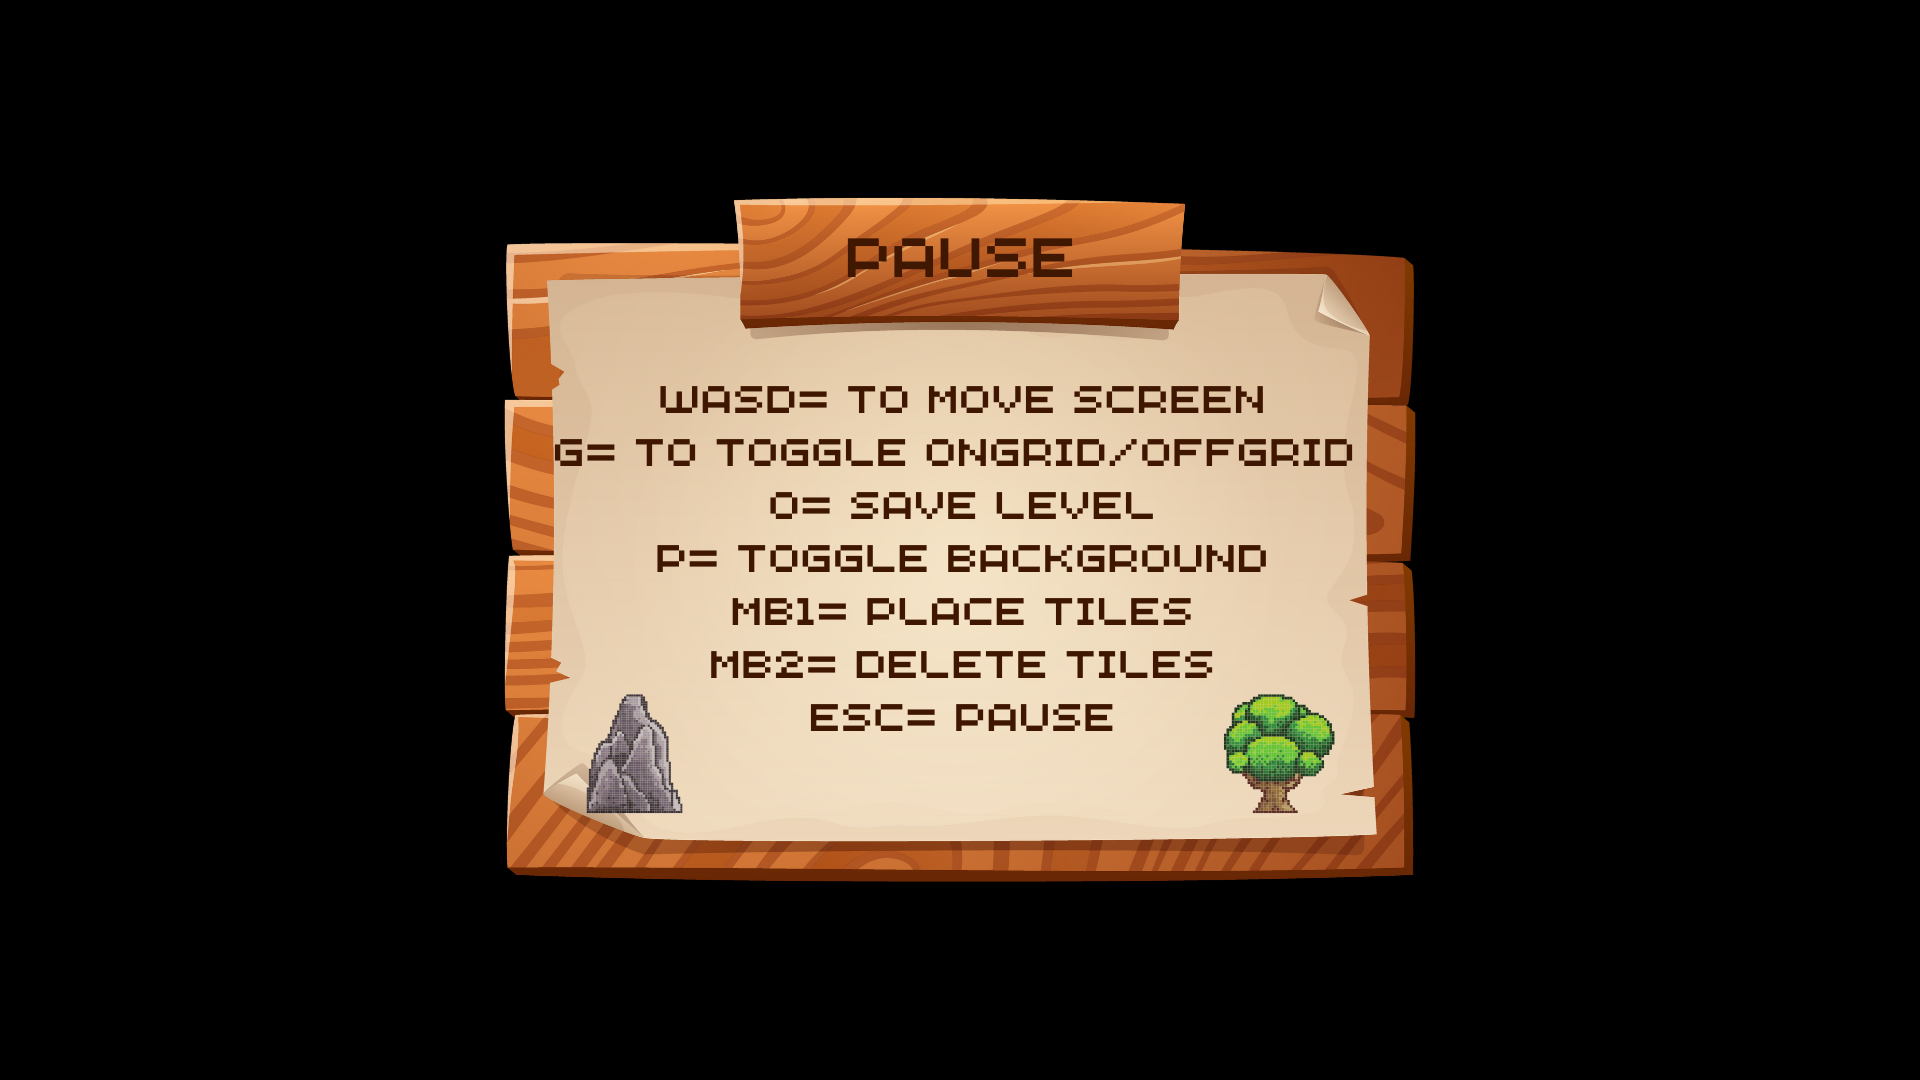 PAUSE
WASD= TO MOVE SCREEN
G= TO TOGGLE ONGRID/OFFGRID
O= SAVE LEVEL
P= TOGGLE BACKGROUND
MB1= PLACE TILES
MB2= DELETE TILES
ESC= PAUSE